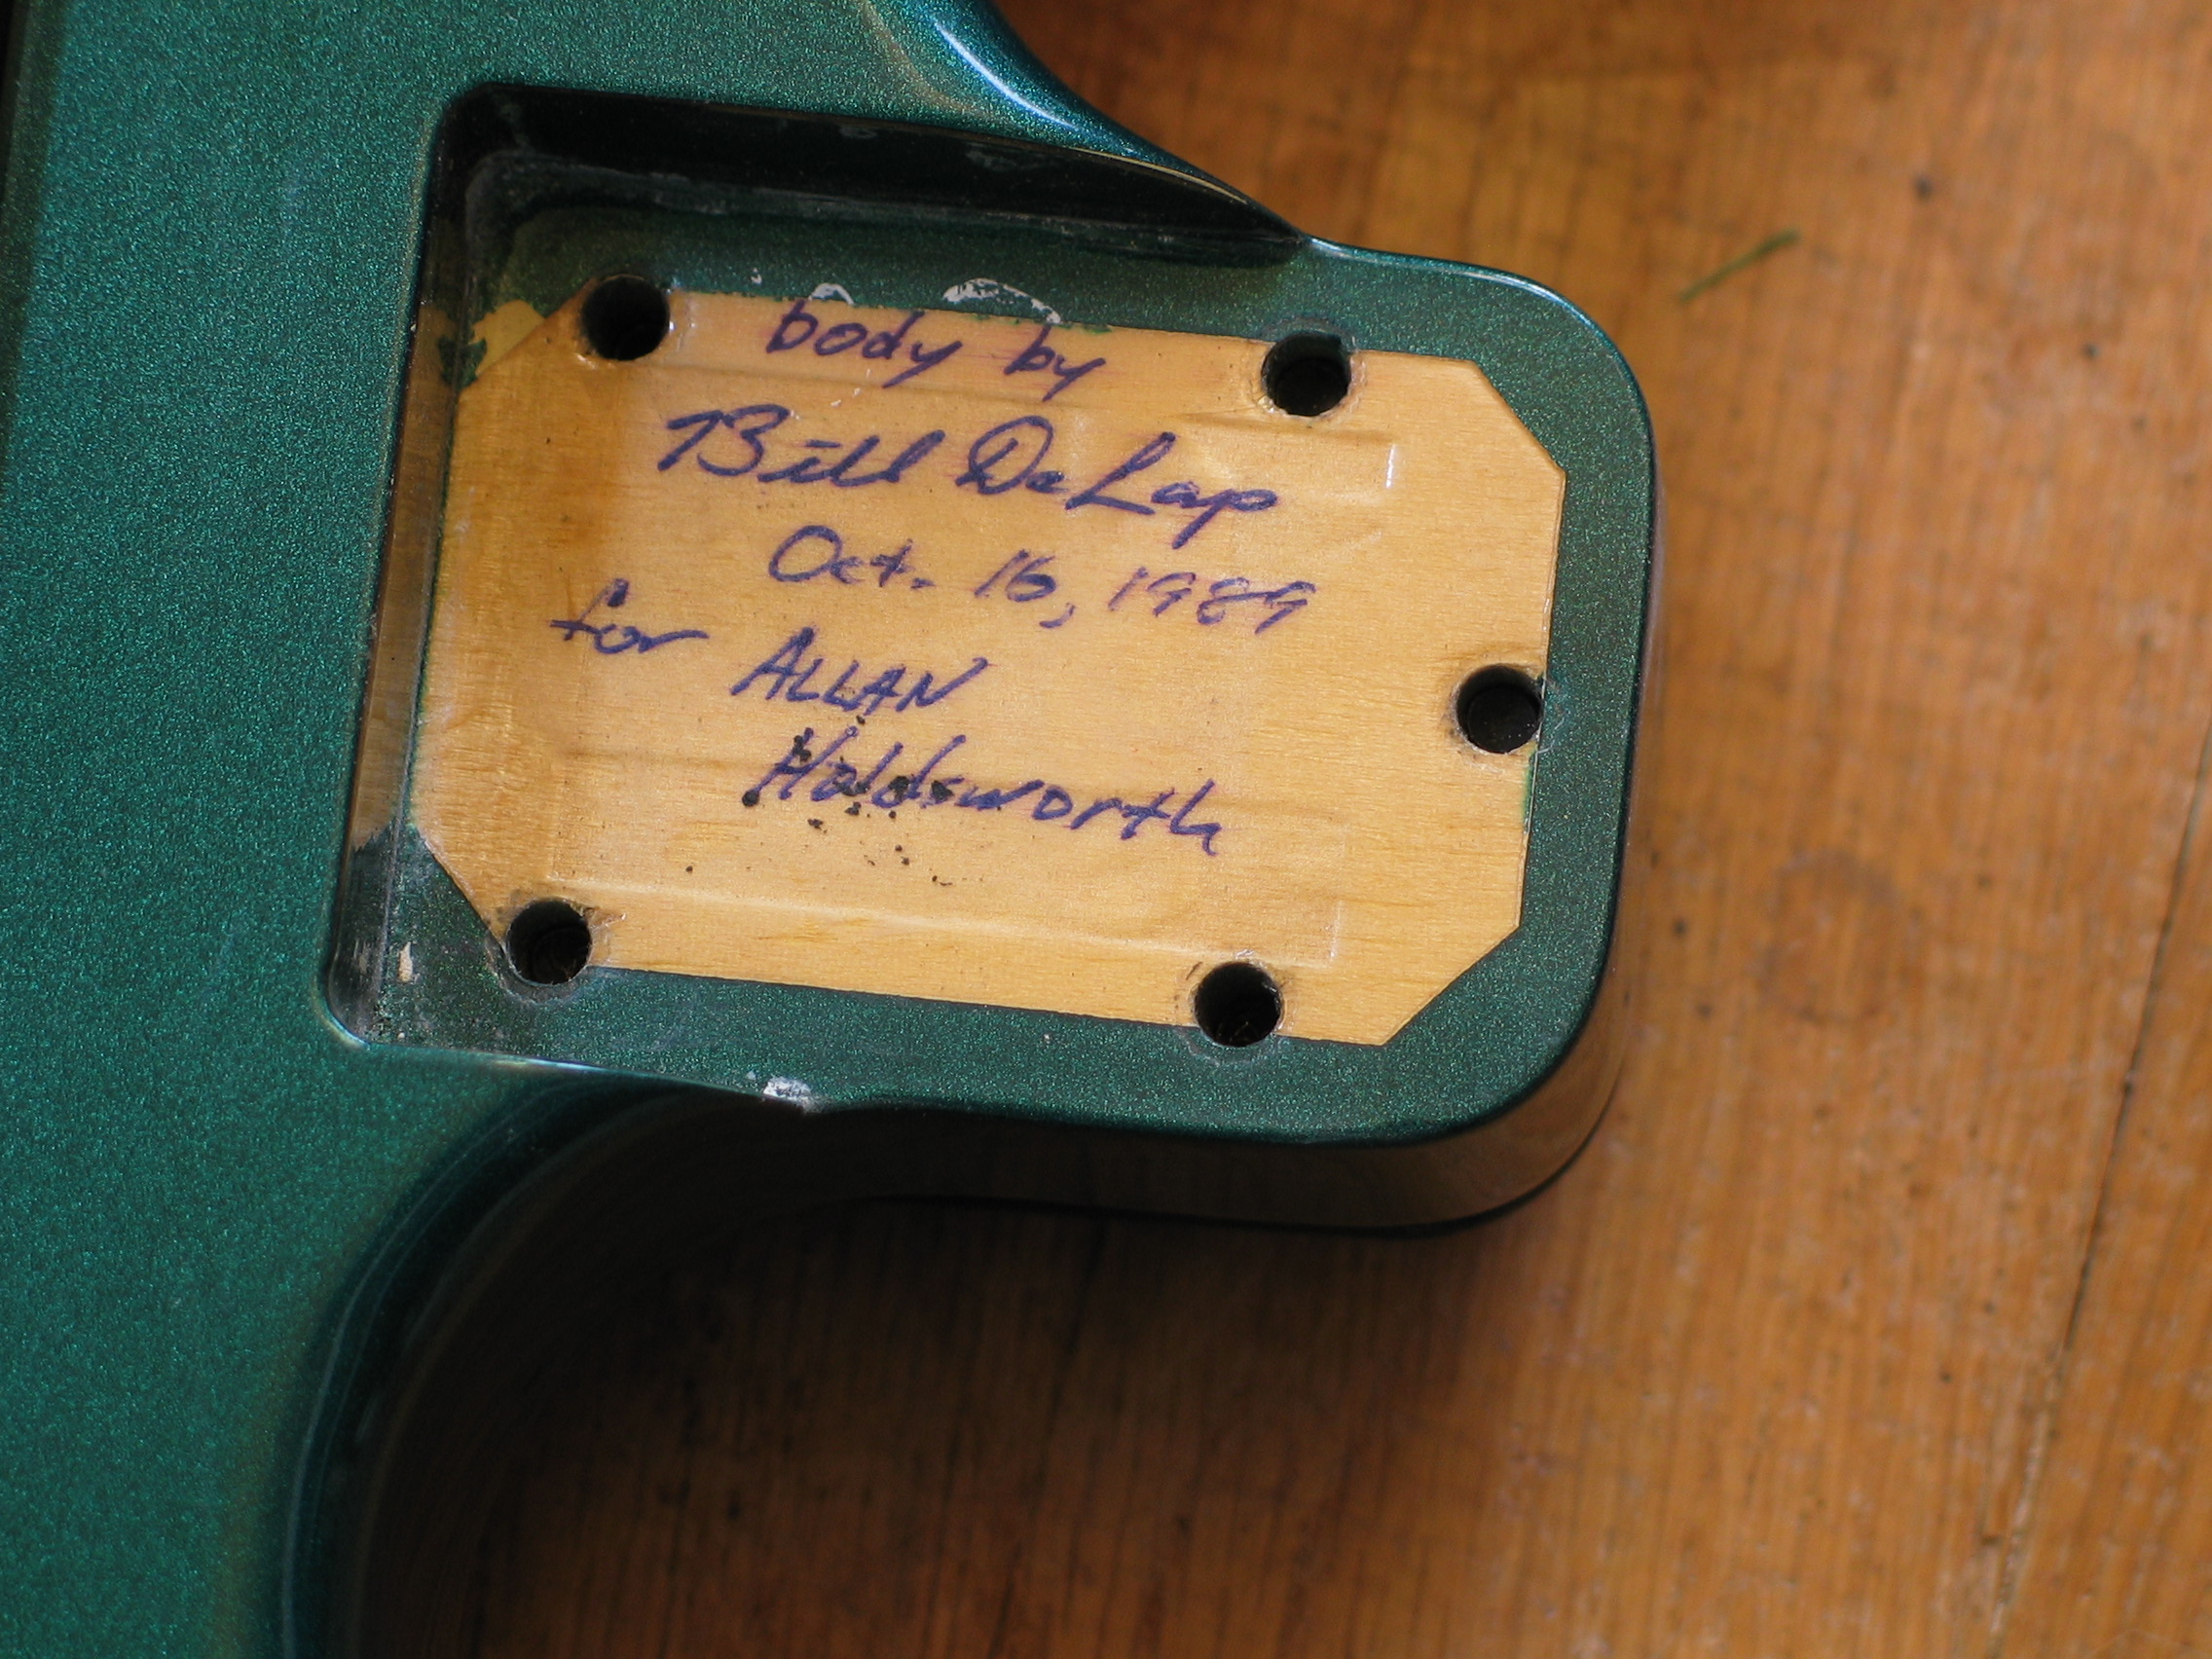 body by
Bill DeLap
Oct. 16, 1989
for ALLAN
Holdsworth